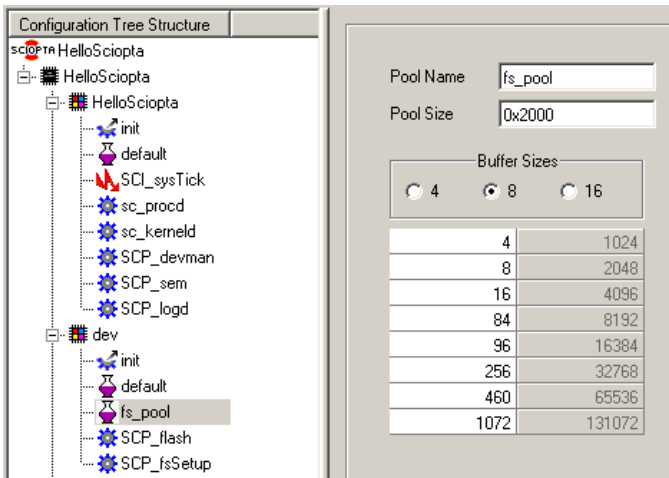 Configuration Tree Structure
SCIOPTA HelloSciopta
HelloSciopta
HelloSciopta
init
default
SCI_sysTick
sc_procd
sc_kerneld
SCP_devman
SCP_sem
SCP_logd
dev
init
default
fs_pool
SCP_flash
SCP_fsSetup
Pool Name fs_pool
Pool Size 0x2000
Buffer Sizes
4 8 16
4 1024
8 2048
16 4096
84 8192
96 16384
256 32768
460 65536
1072 131072